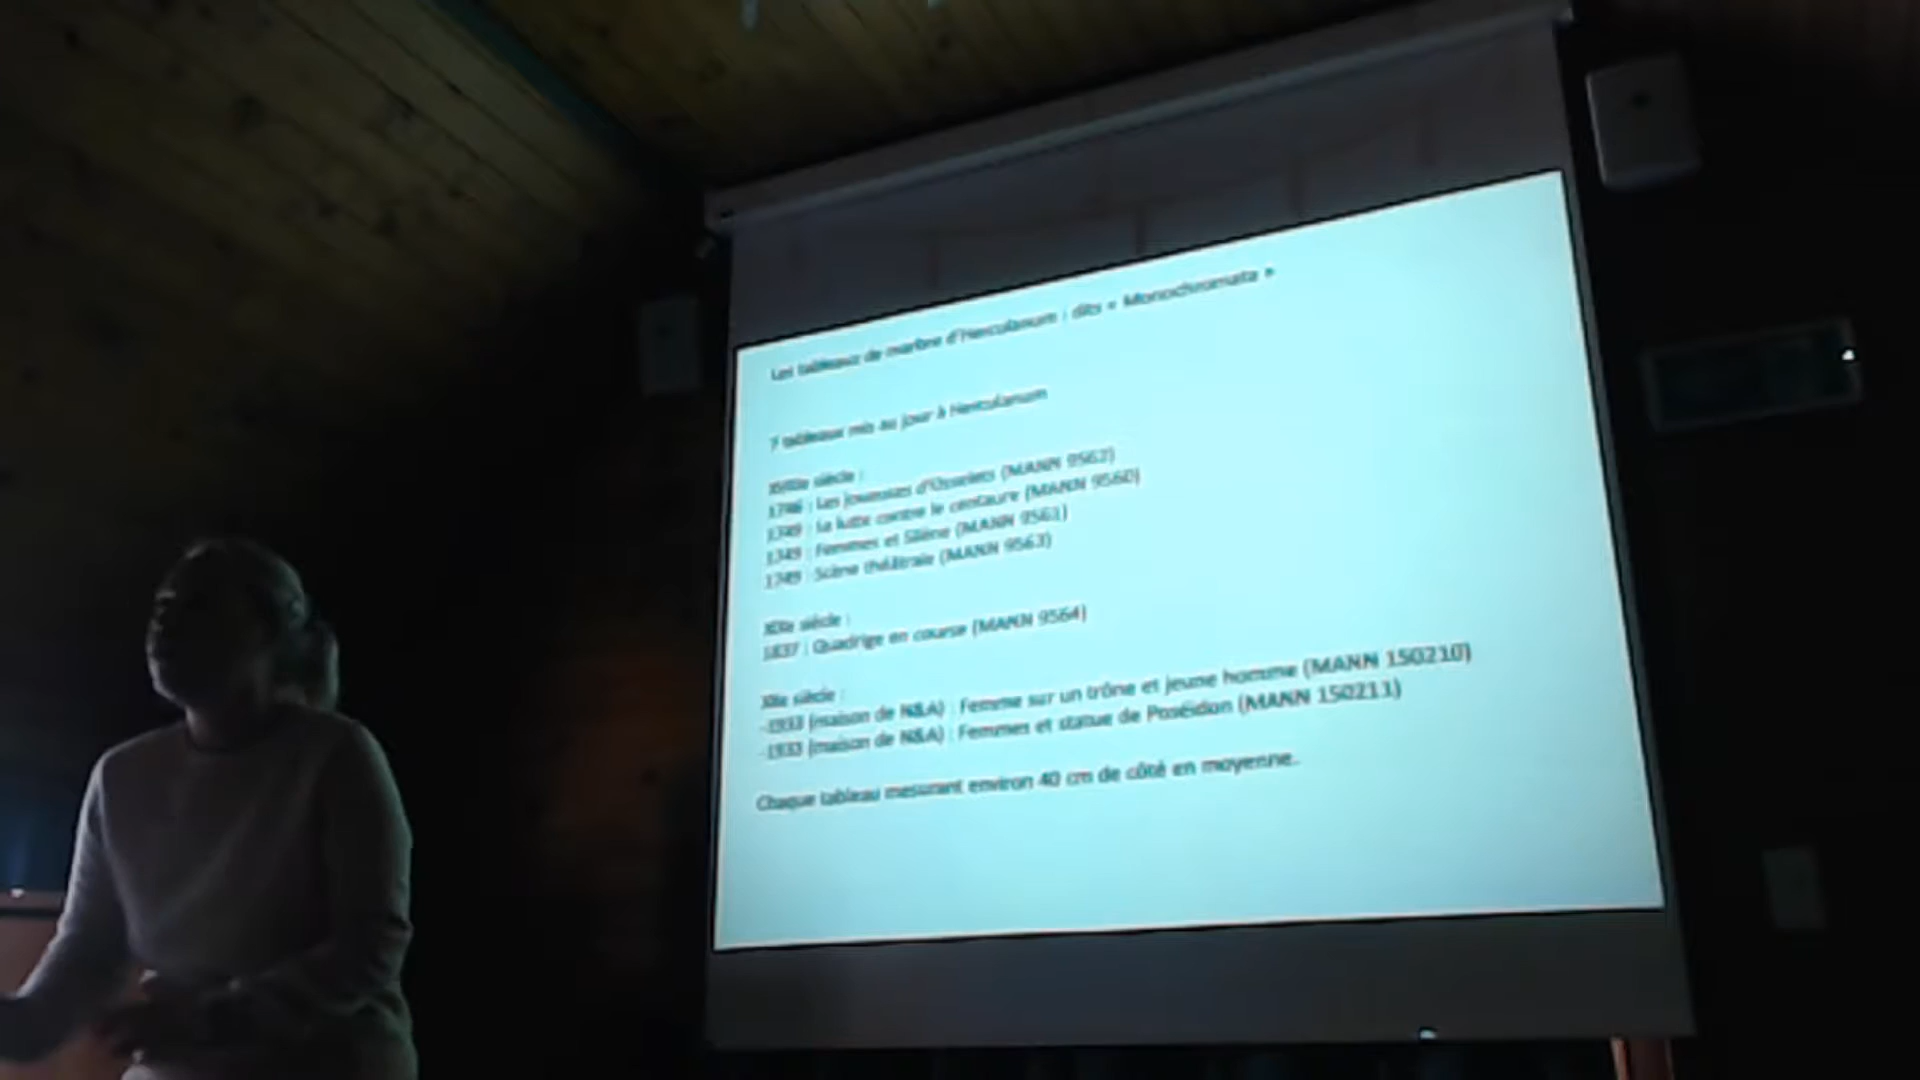 Les tableaux de marbre d'Herculanum : dits « Monochromata »
7 tableaux mis au jour à Herculanum
XVIIIe siècle :
1746 : Les joueuses d'Osselets (MANN 9562)
1749 : La lutte contre le centaure (MANN 9560)
1749 : Femmes et Silène (MANN 9561)
1749 : Scène théâtrale (MANN 9563)
XIXe siècle :
1837 : Quadrige en course (MANN 9564)
XXe siècle :
-1933 (maison de N&A) : Femme sur un trône et jeune homme (MANN 150210)
-1933 (maison de N&A) : Femmes et statue de Poséidon (MANN 150211)
Chaque tableau mesurant environ 40 cm de côté en moyenne.